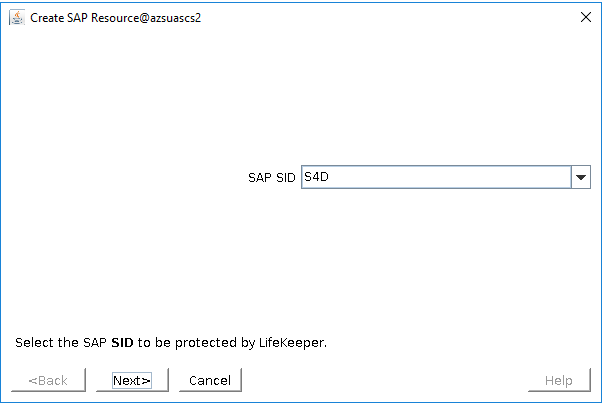 Create SAP Resource@azsuascs2
SAP SID S4D
Select the SAP SID to be protected by LifeKeeper.
<Back Next> Cancel Help